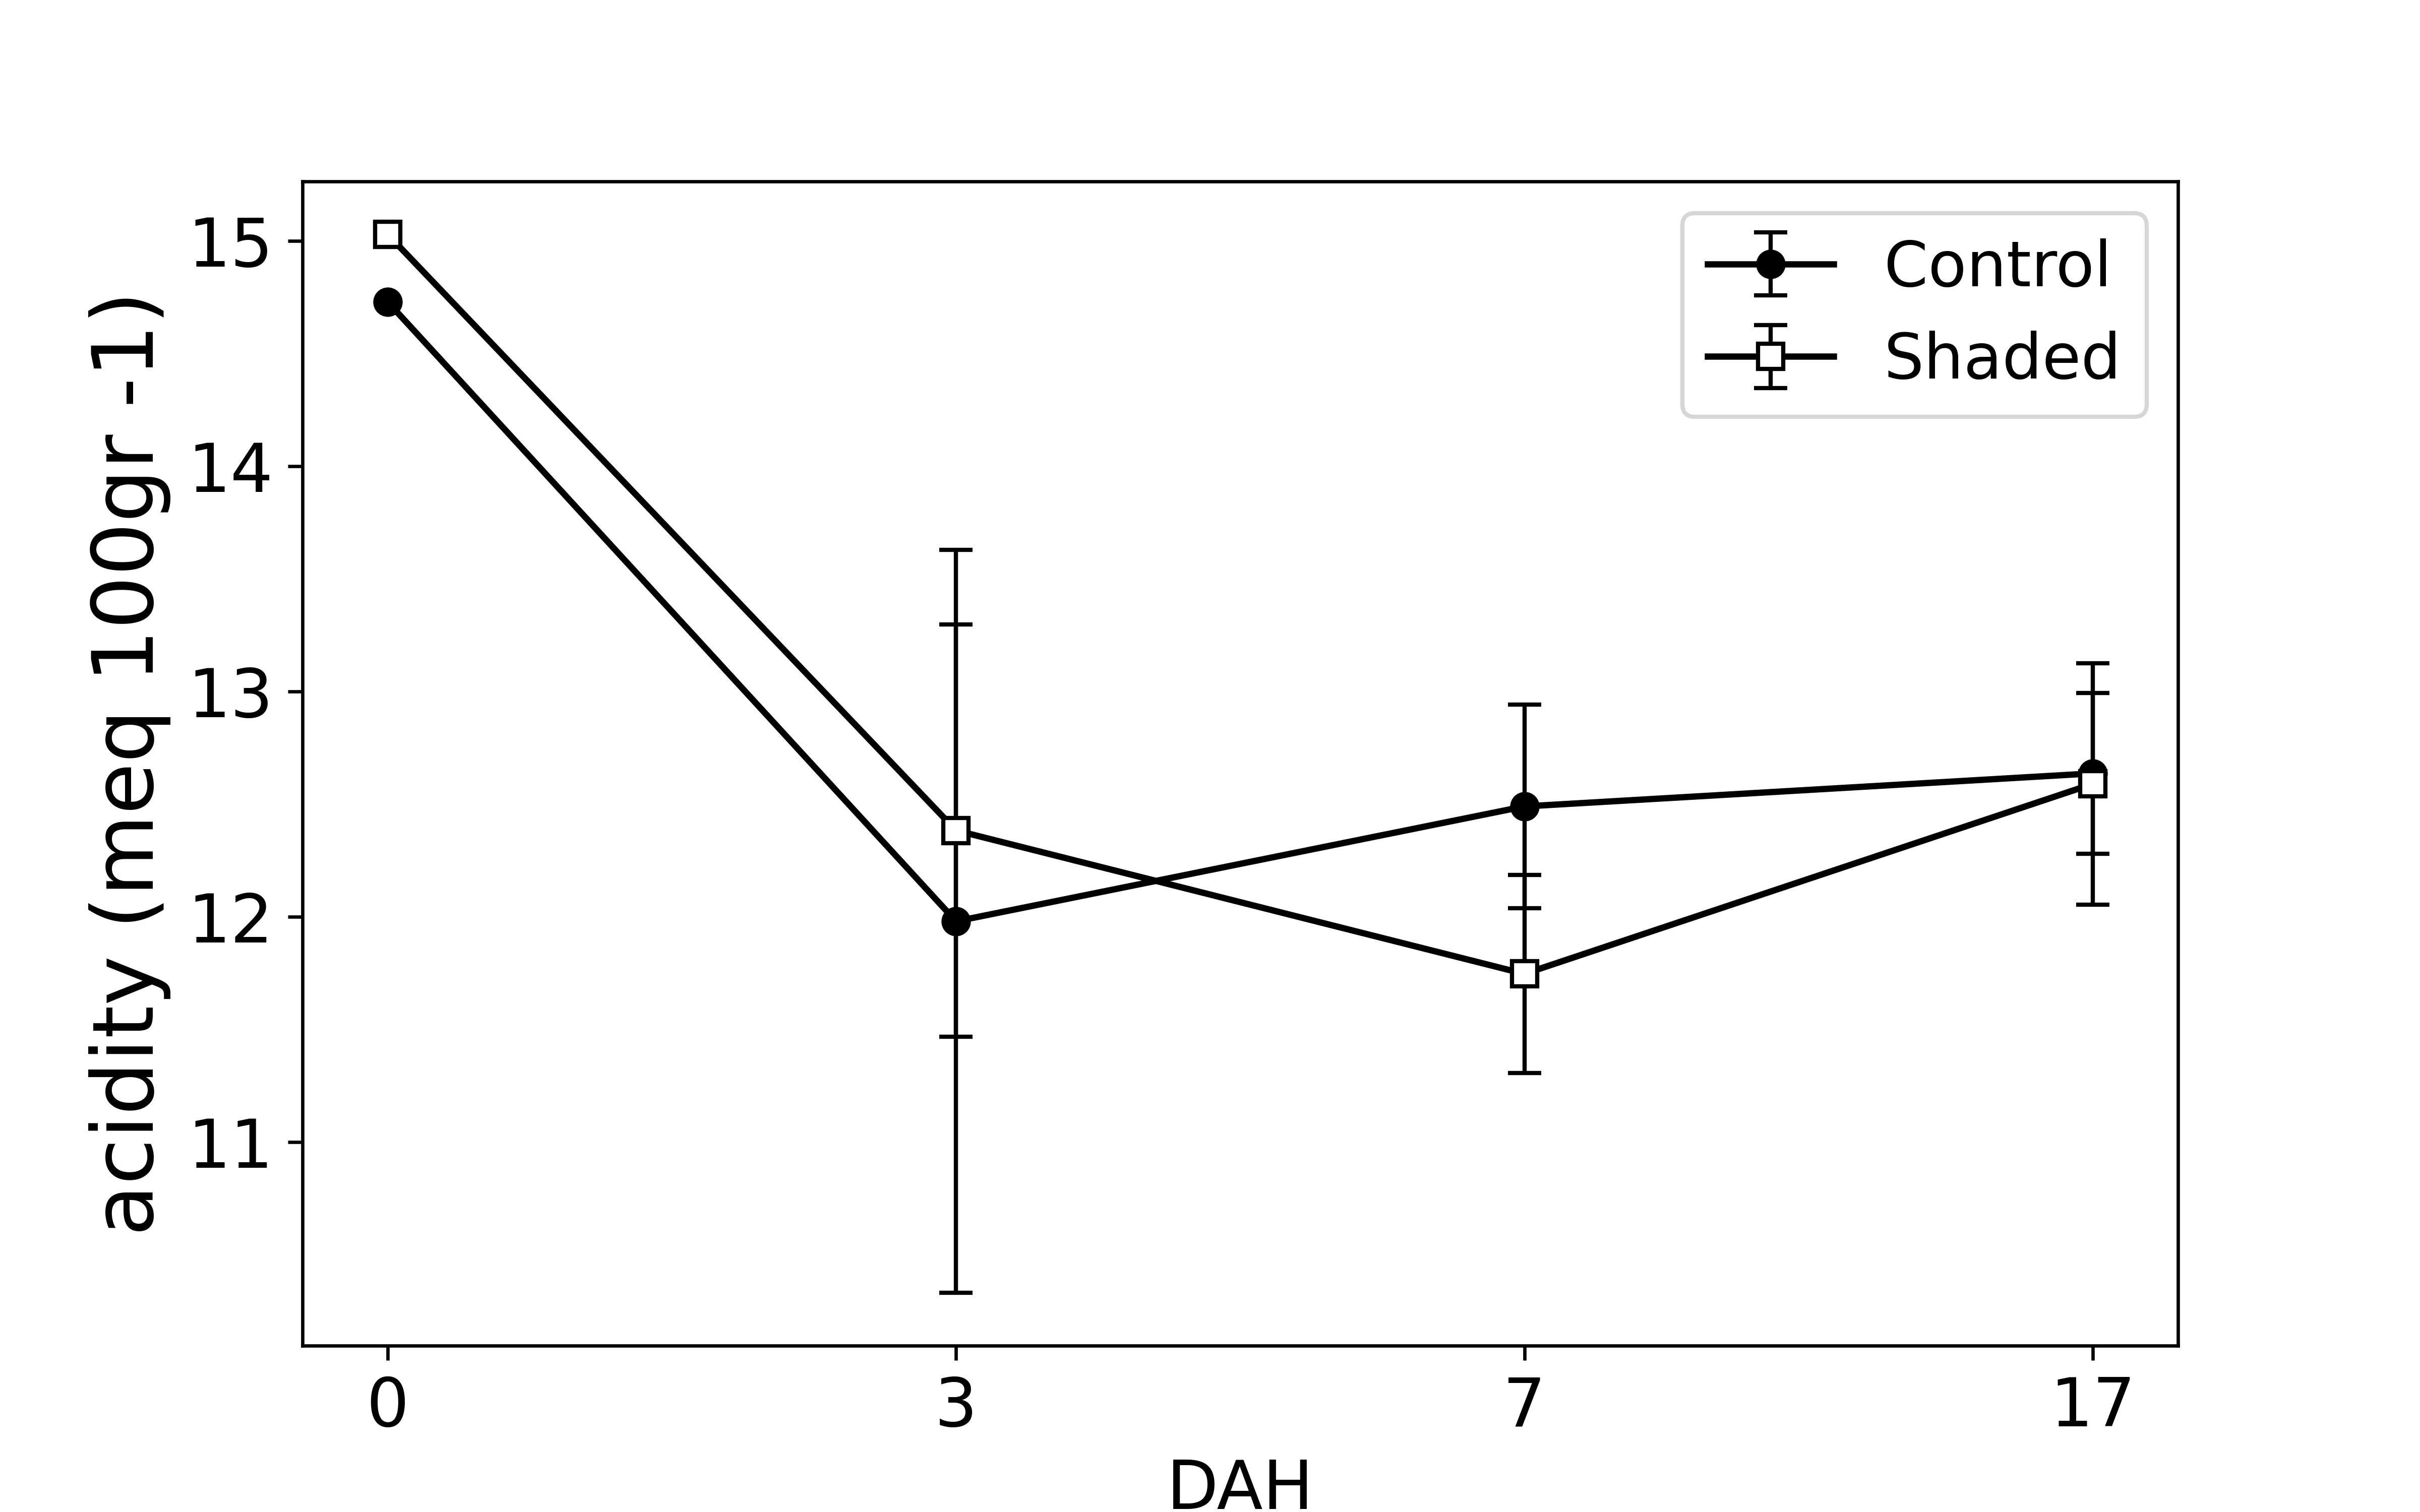 15
14
13
12
11
acidity (meq 100gr -1)
Control
Shaded
0 3 7 17
DAH